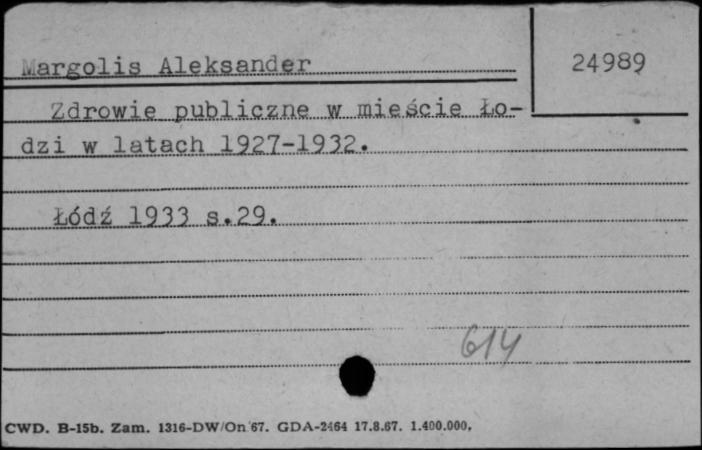 Margolis Aleksander
24989
Zdrowie publiczne w mieście Ło-
dzi w latach 1927-1932.
Łódź 1933 s.29.
614
CWD. B-15b. Zam. 1316-DW/On 67. GDA-2464 17.8.67. 1.400.000.